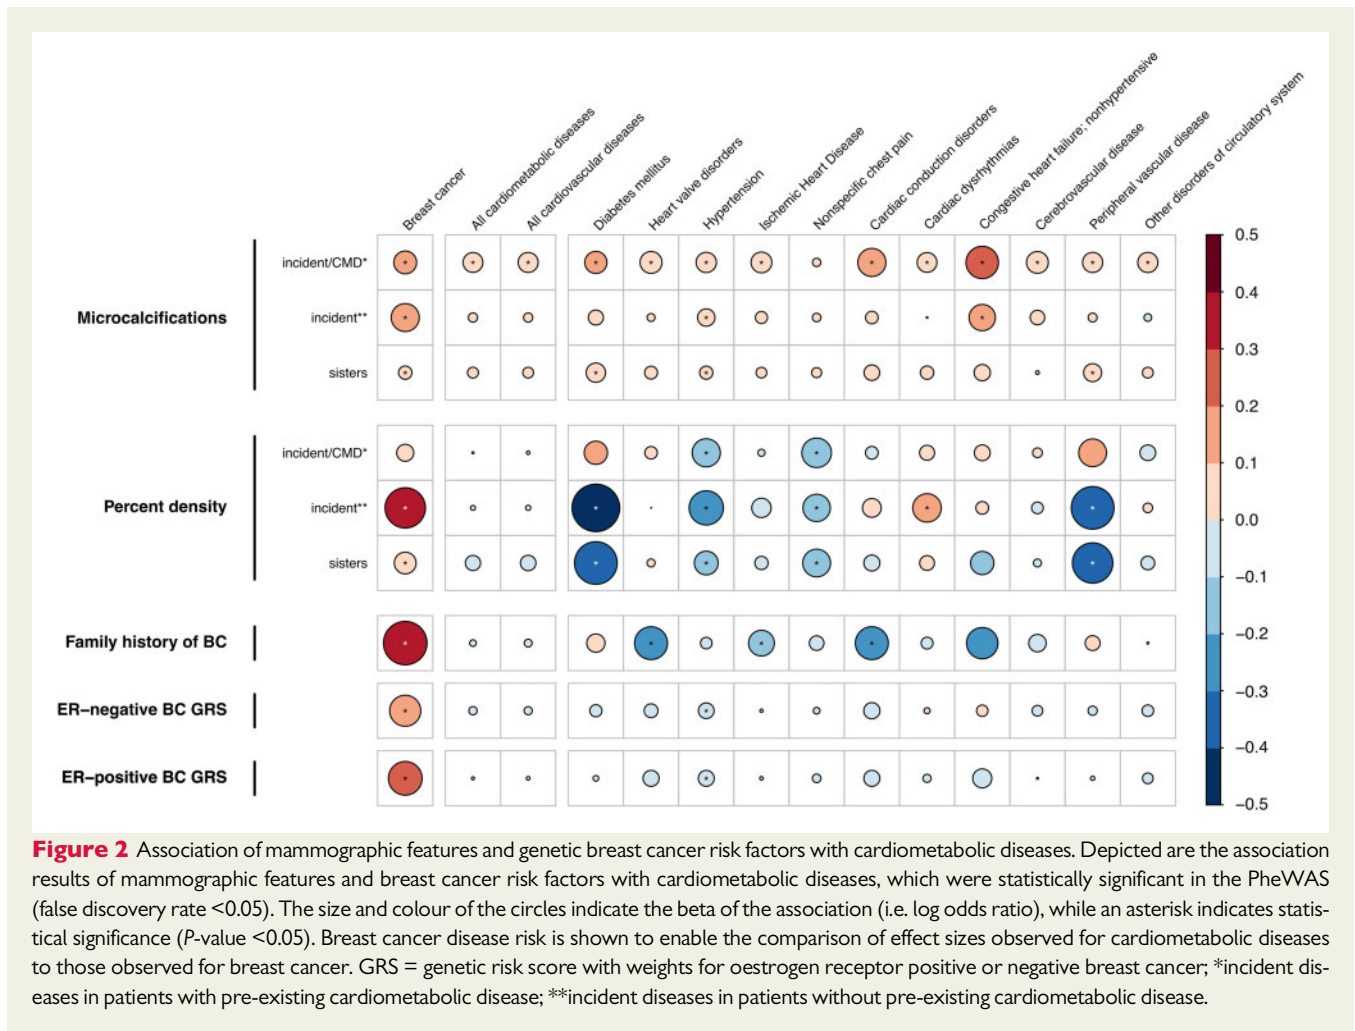 Breast cancer
All cardiometabolic diseases
All cardiovascular diseases
Diabetes mellitus
Heart valve disorders
Hypertension
Ischemic Heart Disease
Nonspecific chest pain
Cardiac conduction disorders
Cardiac dysrhythmias
Congestive heart failure; nonhypertensive
Cerebrovascular disease
Peripheral vascular disease
Other disorders of circulatory system
Microcalcifications
incident/CMD*
incident**
sisters
Percent density
incident/CMD*
incident**
sisters
Family history of BC
ER−negative BC GRS
ER−positive BC GRS
0.5
0.4
0.3
0.2
0.1
0.0
−0.1
−0.2
−0.3
−0.4
−0.5
Figure 2 Association of mammographic features and genetic breast cancer risk factors with cardiometabolic diseases. Depicted are the association
results of mammographic features and breast cancer risk factors with cardiometabolic diseases, which were statistically significant in the PheWAS
(false discovery rate <0.05). The size and colour of the circles indicate the beta of the association (i.e. log odds ratio), while an asterisk indicates statis-
tical significance (P-value <0.05). Breast cancer disease risk is shown to enable the comparison of effect sizes observed for cardiometabolic diseases
to those observed for breast cancer. GRS = genetic risk score with weights for oestrogen receptor positive or negative breast cancer; *incident dis-
eases in patients with pre-existing cardiometabolic disease; **incident diseases in patients without pre-existing cardiometabolic disease.